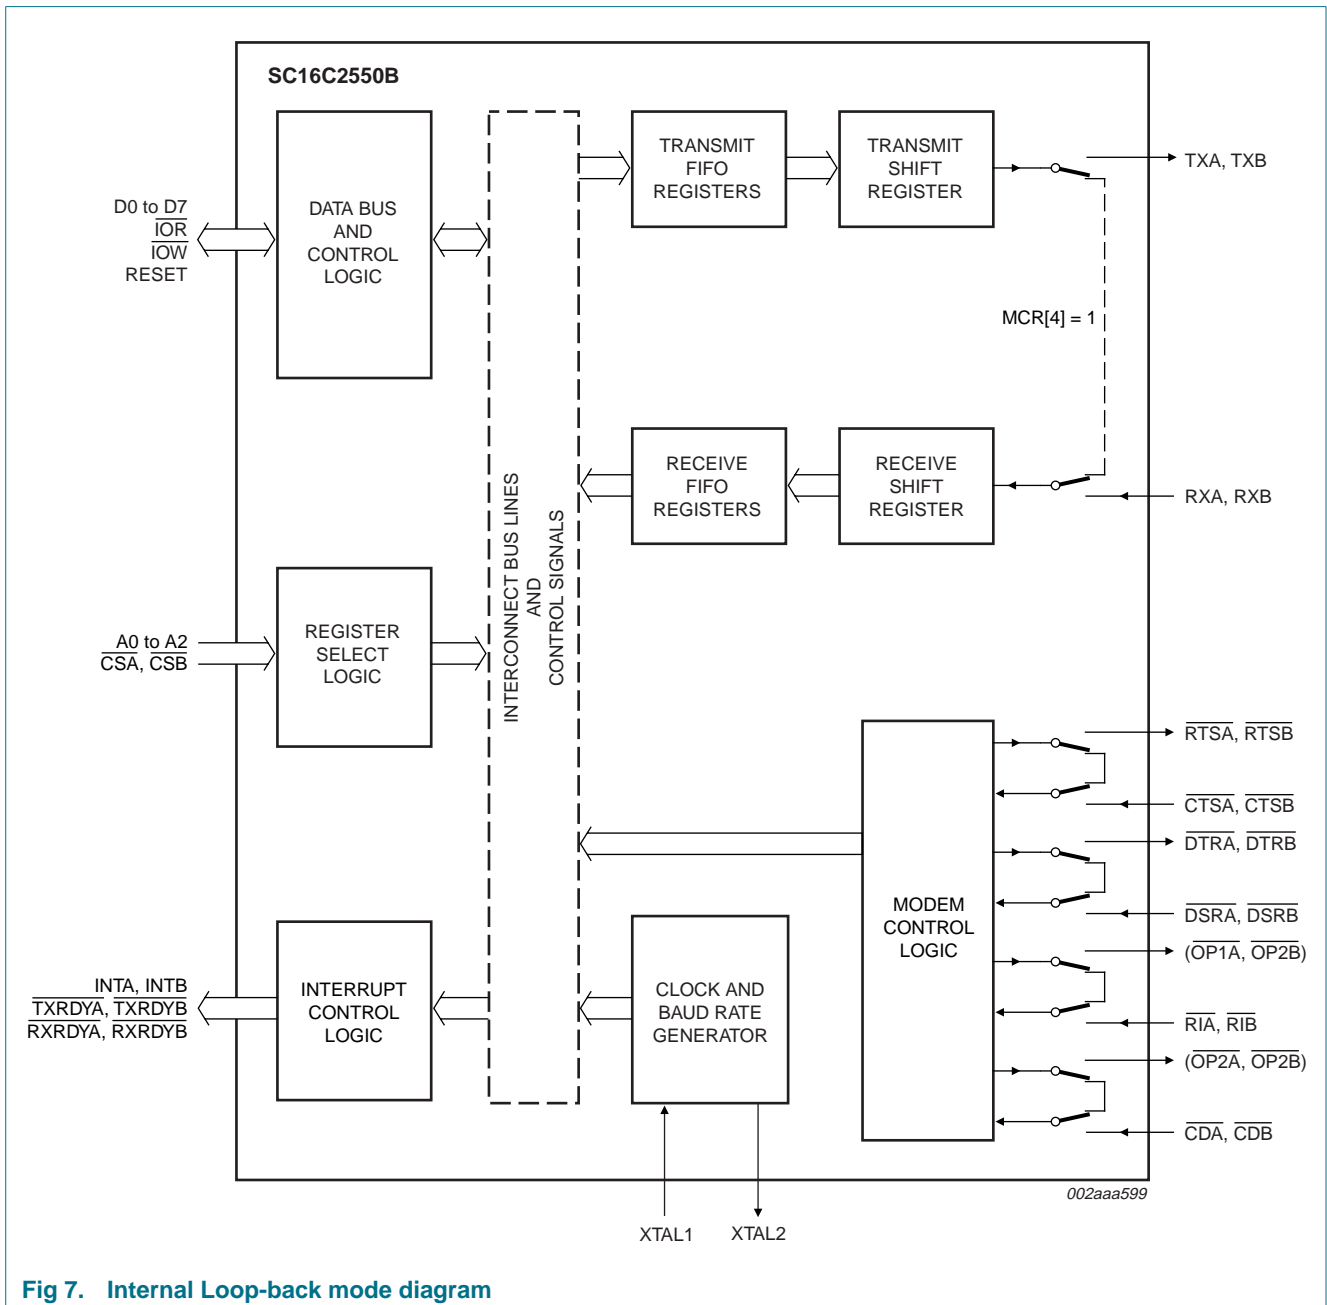 SC16C2550B
D0 to D7
IOR
IOW
RESET
DATA BUS
AND
CONTROL
LOGIC
TRANSMIT
FIFO
REGISTERS
TRANSMIT
SHIFT
REGISTER
TXA, TXB
MCR[4] = 1
INTERCONNECT BUS LINES
AND
CONTROL SIGNALS
RECEIVE
FIFO
REGISTERS
RECEIVE
SHIFT
REGISTER
RXA, RXB
A0 to A2
CSA, CSB
REGISTER
SELECT
LOGIC
RTSA, RTSB
CTSA, CTSB
DTRA, DTRB
MODEM
CONTROL
LOGIC
DSRA, DSRB
(OP1A, OP2B)
RIA, RIB
(OP2A, OP2B)
CDA, CDB
INTA, INTB
TXRDYA, TXRDYB
RXRDYA, RXRDYB
INTERRUPT
CONTROL
LOGIC
CLOCK AND
BAUD RATE
GENERATOR
002aaa599
XTAL1
XTAL2
Fig 7. Internal Loop-back mode diagram